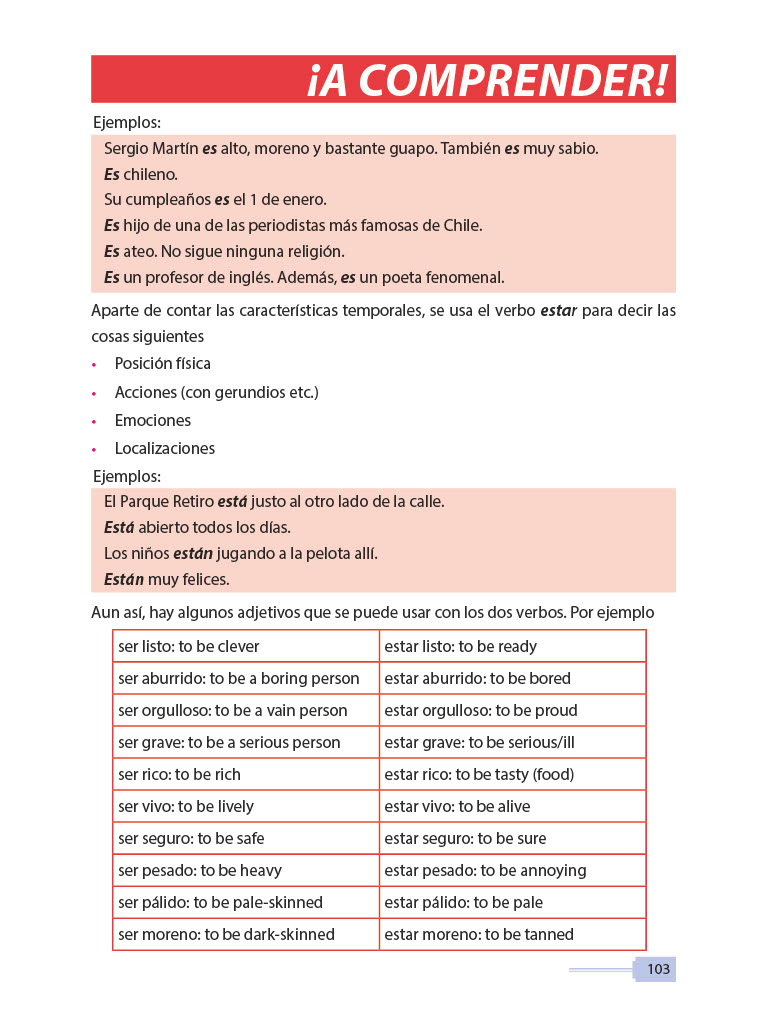 ¡A COMPRENDER!
Ejemplos:
Sergio Martín es alto, moreno y bastante guapo. También es muy sabio.
Es chileno.
Su cumpleaños es el 1 de enero.
Es hijo de una de las periodistas más famosas de Chile.
Es ateo. No sigue ninguna religión.
Es un profesor de inglés. Además, es un poeta fenomenal.
Aparte de contar las características temporales, se usa el verbo estar para decir las
cosas siguientes
• Posición física
• Acciones (con gerundios etc.)
• Emociones
• Localizaciones
Ejemplos:
El Parque Retiro está justo al otro lado de la calle.
Está abierto todos los días.
Los niños están jugando a la pelota allí.
Están muy felices.
Aun así, hay algunos adjetivos que se puede usar con los dos verbos. Por ejemplo
ser listo: to be clever estar listo: to be ready
ser aburrido: to be a boring person estar aburrido: to be bored
ser orgulloso: to be a vain person estar orgulloso: to be proud
ser grave: to be a serious person estar grave: to be serious/ill
ser rico: to be rich estar rico: to be tasty (food)
ser vivo: to be lively estar vivo: to be alive
ser seguro: to be safe estar seguro: to be sure
ser pesado: to be heavy estar pesado: to be annoying
ser pálido: to be pale-skinned estar pálido: to be pale
ser moreno: to be dark-skinned estar moreno: to be tanned
103